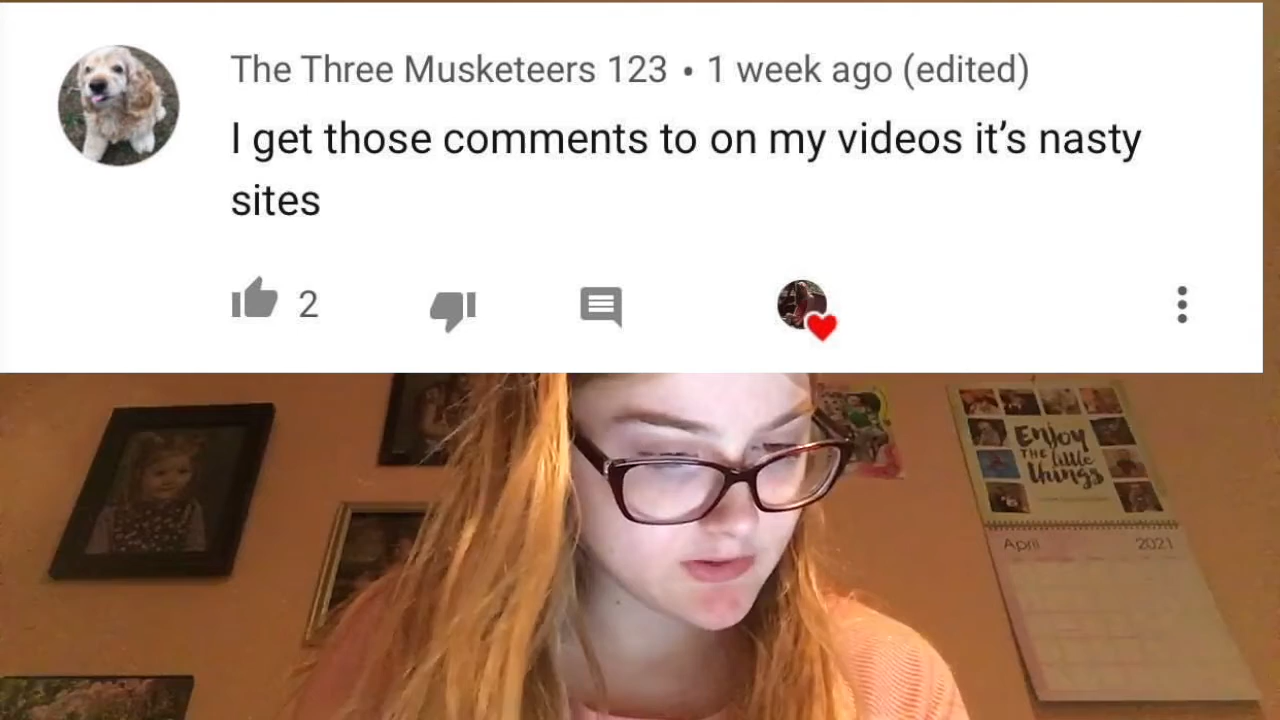 The Three Musketeers 123 • 1 week ago (edited)
I get those comments to on my videos it’s nasty
sites
2
Enjoy
THE little
things
April 2021